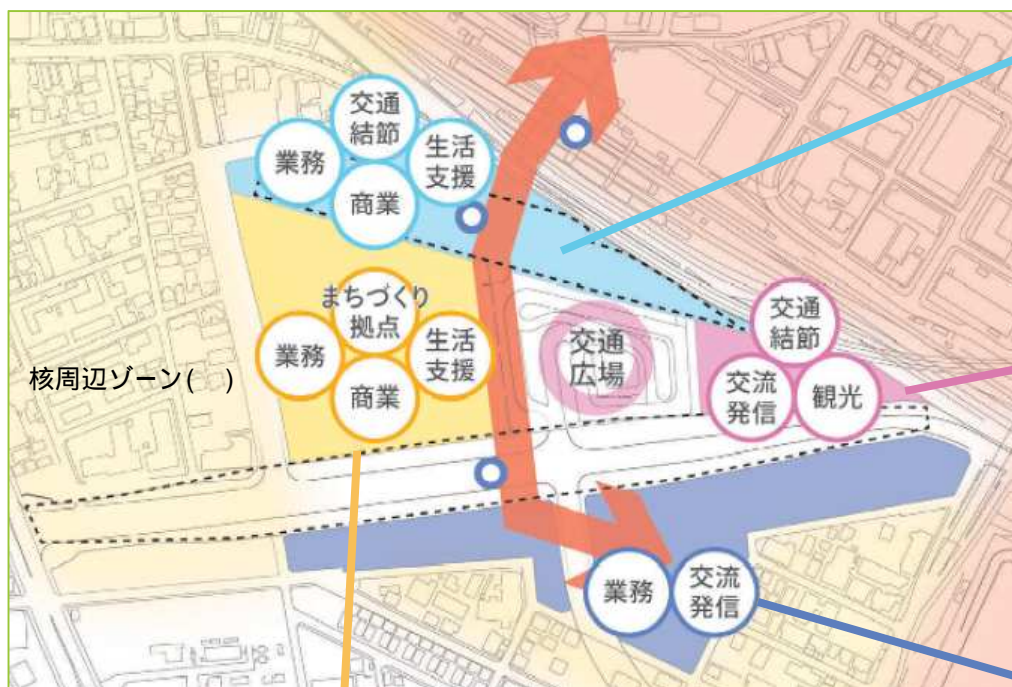 交通
結節
業務
生活
支援
商業
まちづくり
拠点
業務
生活
支援
商業
核周辺ゾーン(　)
交通
広場
交通
結節
交流
発信
観光
業務
交流
発信